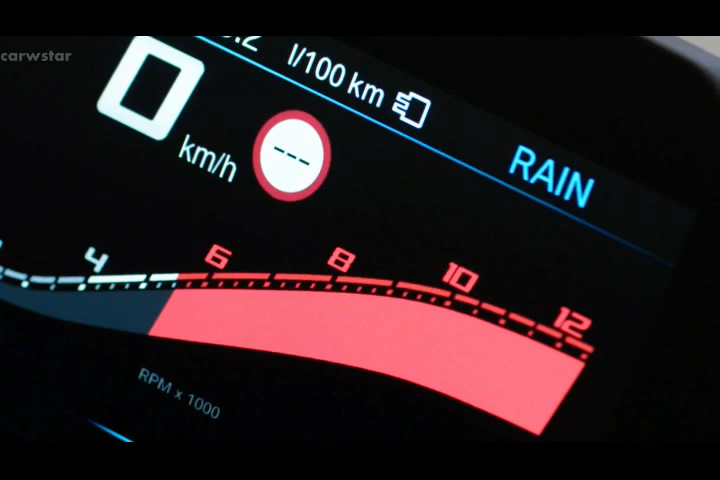 carwstar
l/100 km
0
km/h
---
RAIN
4
6
8
10
12
RPM x 1000